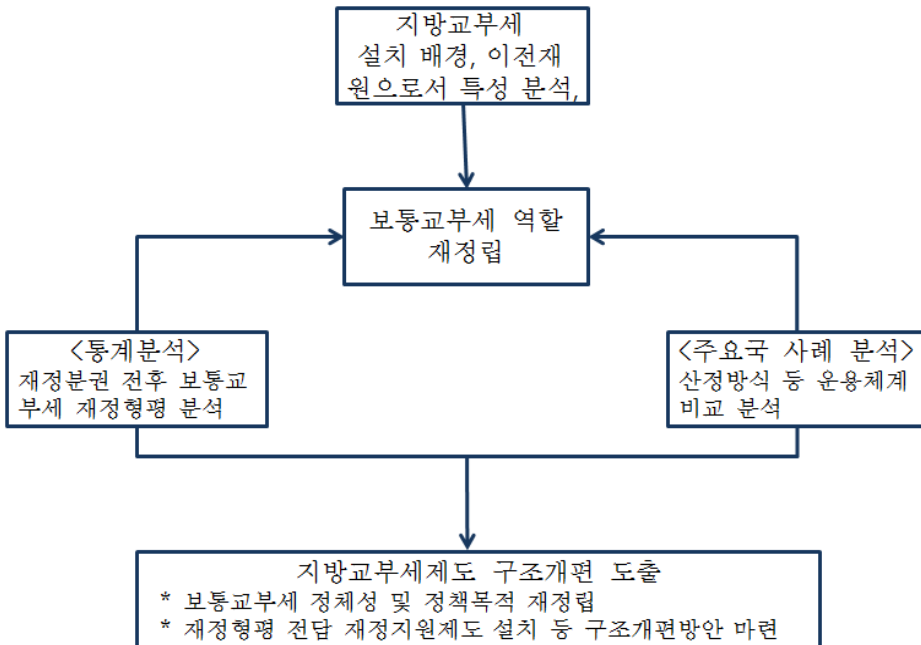 지방교부세
설치 배경, 이전재
원으로서 특성 분석,
보통교부세 역할
재정립
<통계분석>
재정분권 전후 보통교
부세 재정형평 분석
<주요국 사례 분석>
산정방식 등 운용체계
비교 분석
지방교부세제도 구조개편 도출
* 보통교부세 정체성 및 정책목적 재정립
* 재정형평 전담 재정지원제도 설치 등 구조개편방안 마련